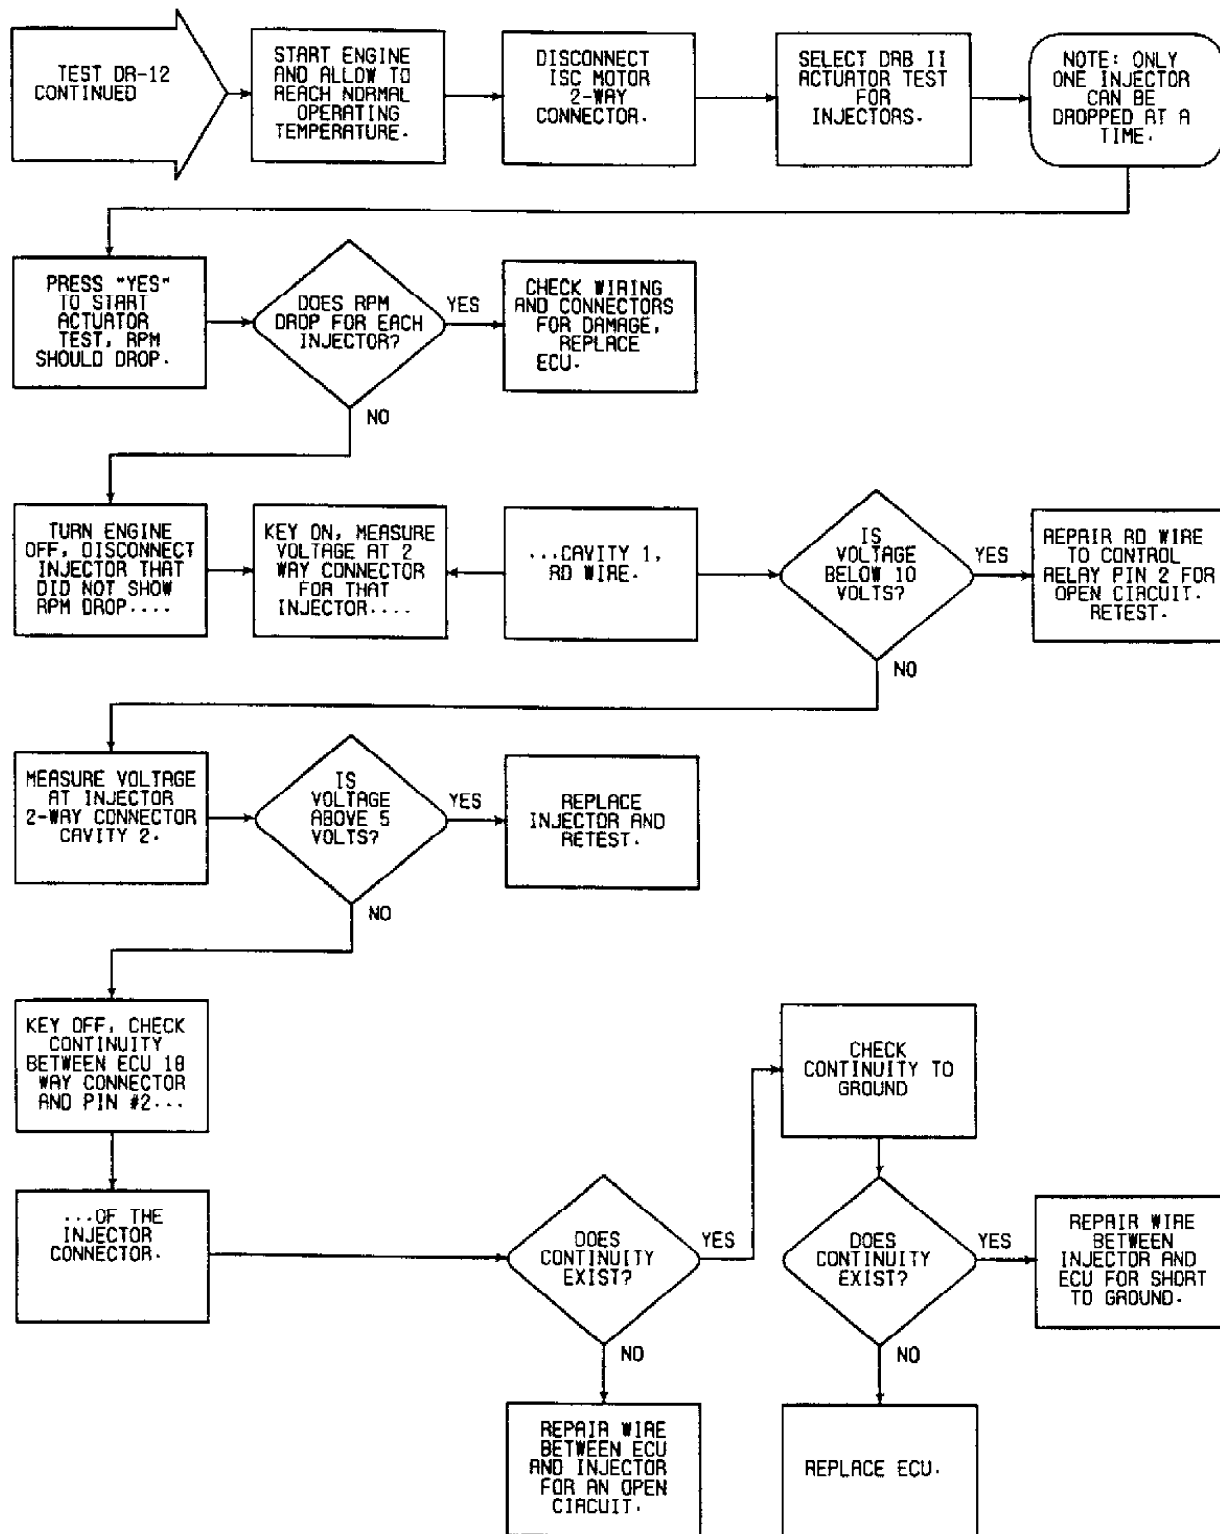 TEST DR-12
CONTINUED
START ENGINE
AND ALLOW TO
REACH NORMAL
OPERATING
TEMPERATURE.
DISCONNECT
ISC MOTOR
2-WAY
CONNECTOR.
SELECT DRB II
ACTUATOR TEST
FOR
INJECTORS.
NOTE: ONLY
ONE INJECTOR
CAN BE
DROPPED AT A
TIME.
PRESS "YES"
TO START
ACTUATOR
TEST, RPM
SHOULD DROP.
DOES RPM
DROP FOR EACH
INJECTOR?
YES
NO
CHECK WIRING
AND CONNECTORS
FOR DAMAGE,
REPLACE
ECU.
TURN ENGINE
OFF, DISCONNECT
INJECTOR THAT
DID NOT SHOW
RPM DROP....
KEY ON, MEASURE
VOLTAGE AT 2
WAY CONNECTOR
FOR THAT
INJECTOR....
...CAVITY 1,
RD WIRE.
IS
VOLTAGE
BELOW 10
VOLTS?
YES
NO
REPAIR RD WIRE
TO CONTROL
RELAY PIN 2 FOR
OPEN CIRCUIT.
RETEST.
MEASURE VOLTAGE
AT INJECTOR
2-WAY CONNECTOR
CAVITY 2.
IS
VOLTAGE
ABOVE 5
VOLTS?
YES
NO
REPLACE
INJECTOR AND
RETEST.
KEY OFF, CHECK
CONTINUITY
BETWEEN ECU 18
WAY CONNECTOR
AND PIN #2...
...OF THE
INJECTOR
CONNECTOR.
DOES
CONTINUITY
EXIST?
YES
NO
CHECK
CONTINUITY TO
GROUND
DOES
CONTINUITY
EXIST?
YES
NO
REPAIR WIRE
BETWEEN
INJECTOR AND
ECU FOR SHORT
TO GROUND.
REPAIR WIRE
BETWEEN ECU
AND INJECTOR
FOR AN OPEN
CIRCUIT.
REPLACE ECU.